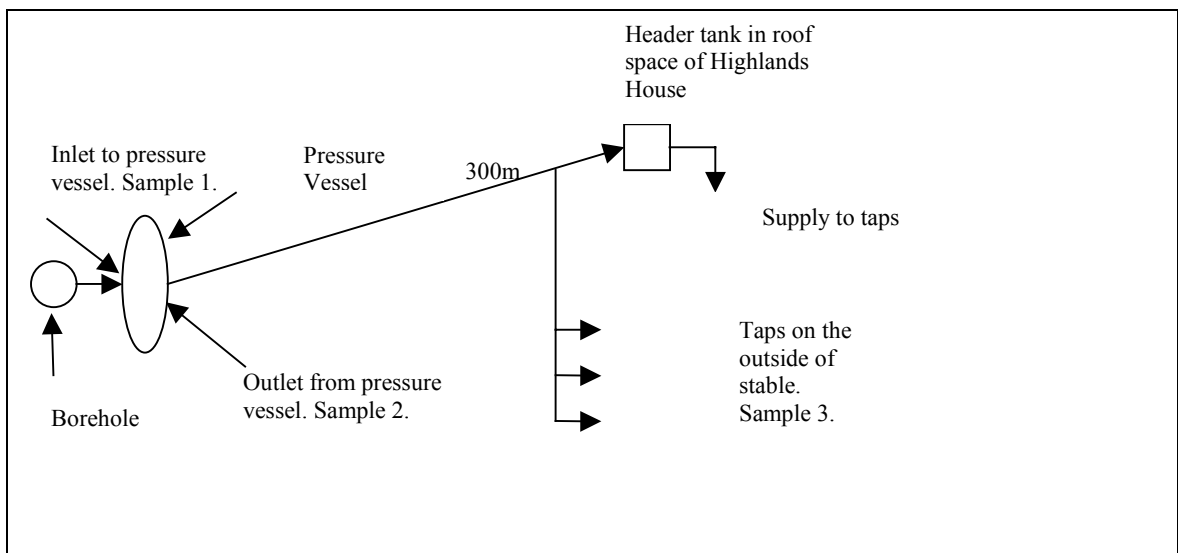 Header tank in roof
space of Highlands
House
Inlet to pressure
vessel. Sample 1.
Pressure
Vessel
300m
Supply to taps
Borehole
Outlet from pressure
vessel. Sample 2.
Taps on the
outside of
stable.
Sample 3.